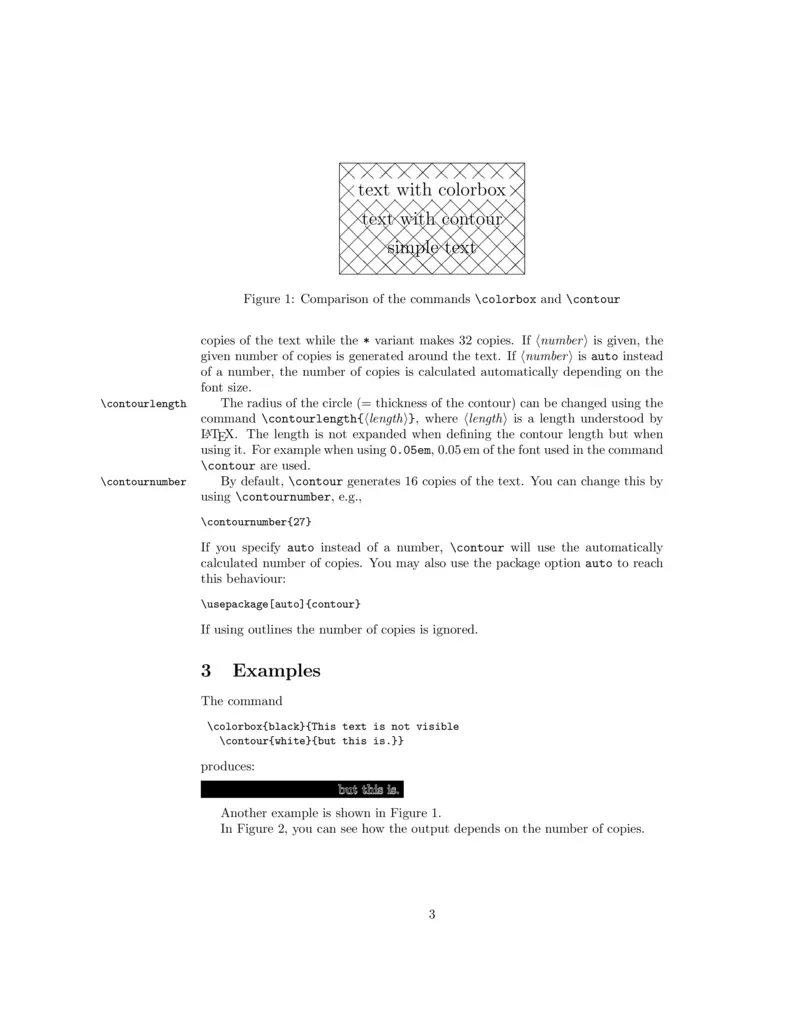 text with colorbox
text with contour
simple text
Figure 1: Comparison of the commands \colorbox and \contour
copies of the text while the * variant makes 32 copies. If ⟨number⟩ is given, the
given number of copies is generated around the text. If ⟨number⟩ is auto instead
of a number, the number of copies is calculated automatically depending on the
font size.
\contourlength The radius of the circle (= thickness of the contour) can be changed using the
command \contourlength{⟨length⟩}, where ⟨length⟩ is a length understood by
LATEX. The length is not expanded when defining the contour length but when
using it. For example when using 0.05em, 0.05 em of the font used in the command
\contour are used.
\contournumber By default, \contour generates 16 copies of the text. You can change this by
using \contournumber, e.g.,
\contournumber{27}
If you specify auto instead of a number, \contour will use the automatically
calculated number of copies. You may also use the package option auto to reach
this behaviour:
\usepackage[auto]{contour}
If using outlines the number of copies is ignored.
3 Examples
The command
\colorbox{black}{This text is not visible
\contour{white}{but this is.}}
produces:
but this is.
Another example is shown in Figure 1.
In Figure 2, you can see how the output depends on the number of copies.
3